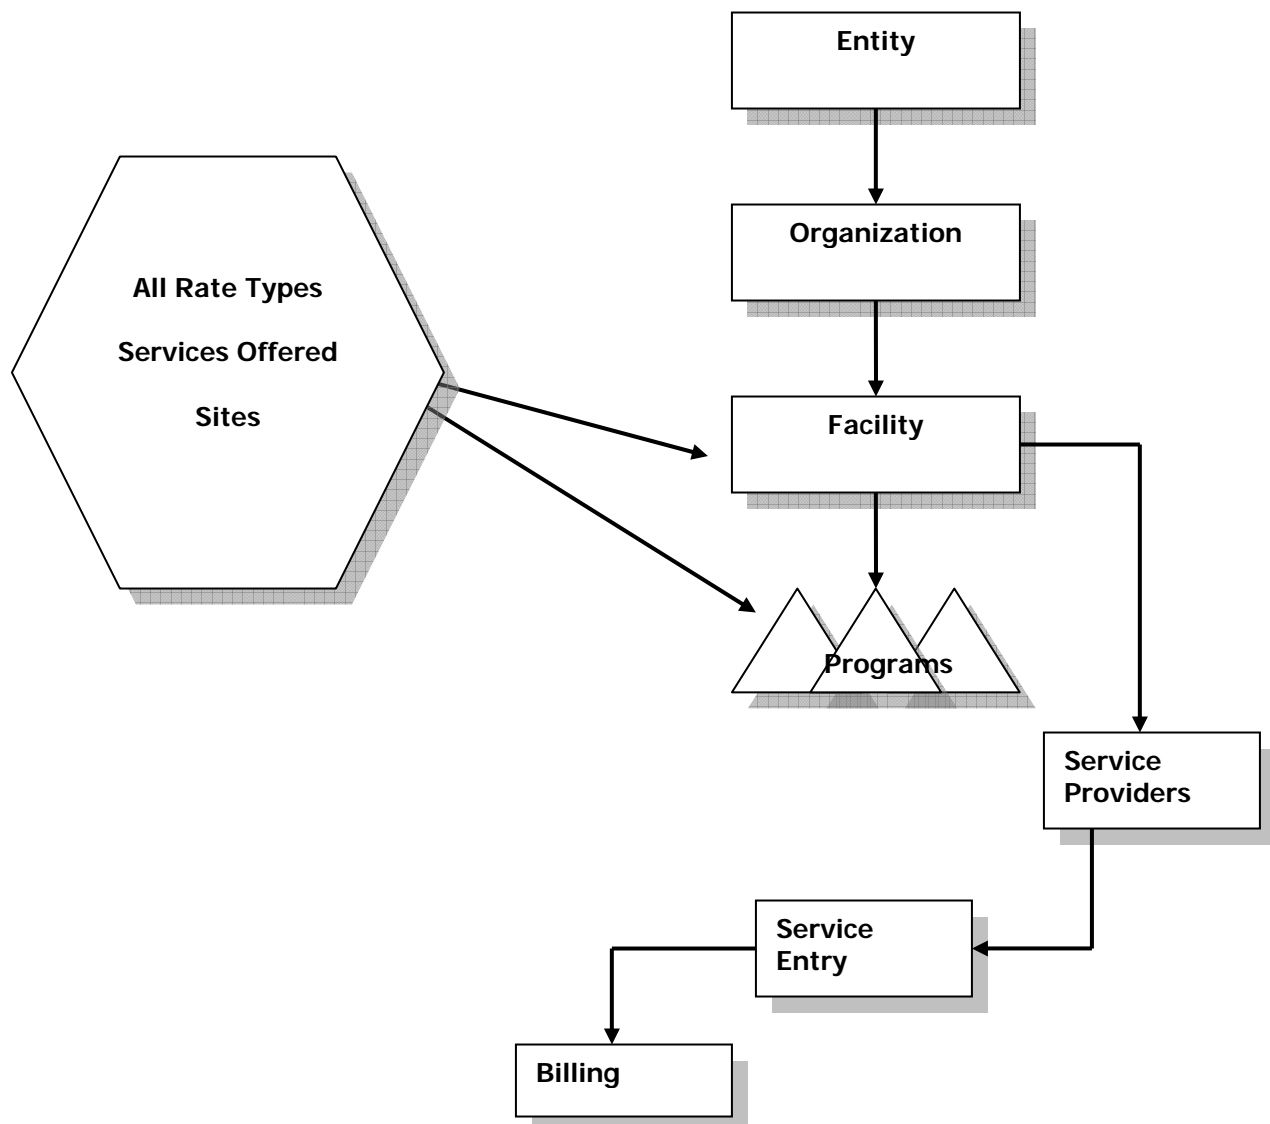 Entity
Organization
All Rate Types
Services Offered
Sites
Facility
Programs
Service
Providers
Service
Entry
Billing